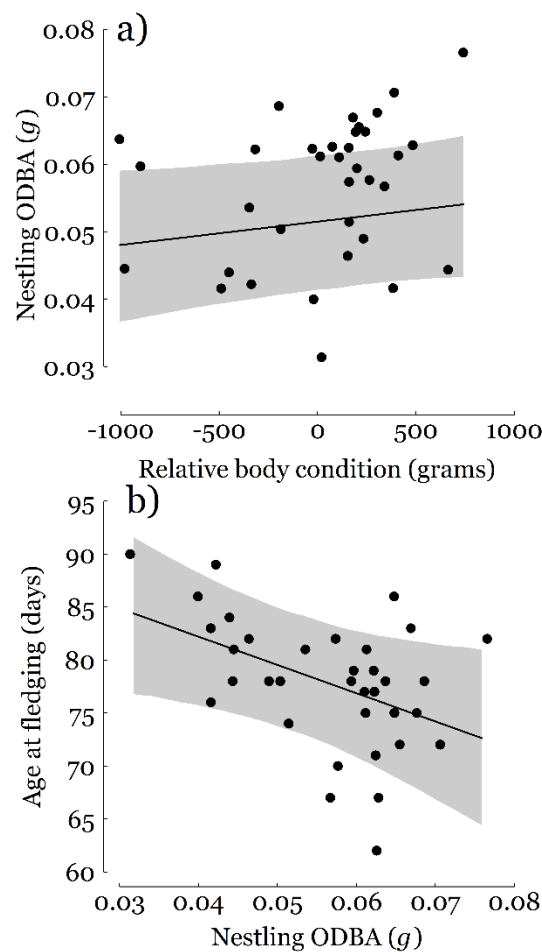 a)
0.08
0.07
0.06
0.05
0.04
0.03
Nestling ODBA (g)
-1000 -500 0 500 1000
Relative body condition (grams)
b)
95
90
85
80
75
70
65
60
Age at fledging (days)
0.03 0.04 0.05 0.06 0.07 0.08
Nestling ODBA (g)